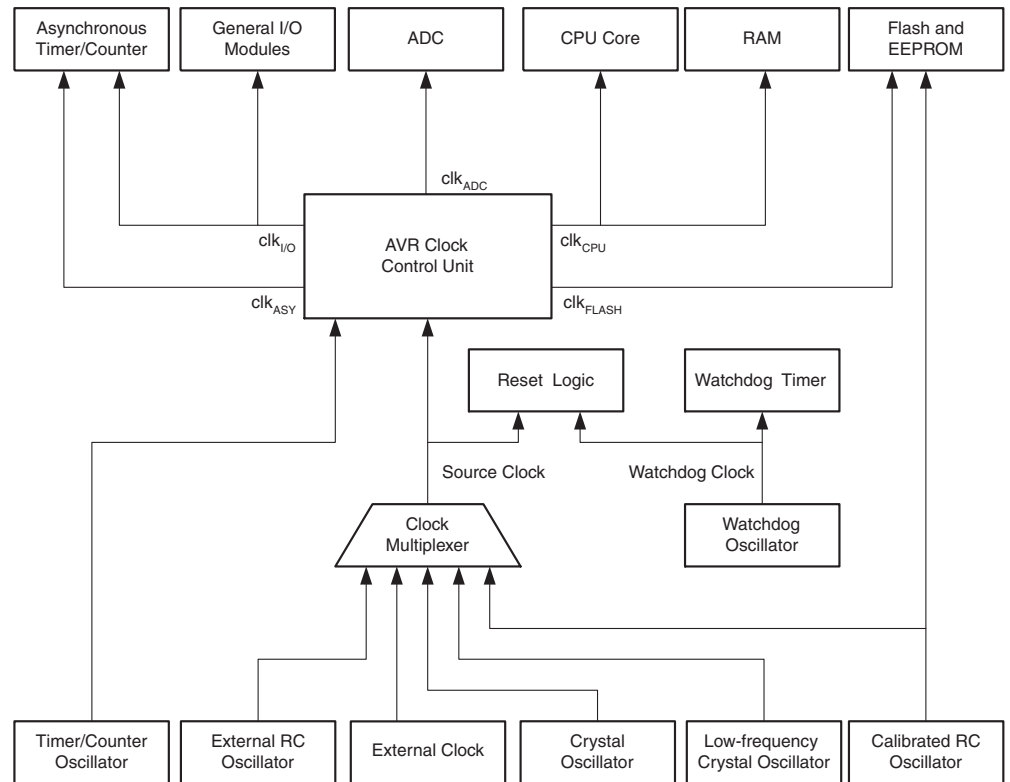 Asynchronous
Timer/Counter
General I/O
Modules
ADC
CPU Core
RAM
Flash and
EEPROM
clkADC
clkI/O
AVR Clock
Control Unit
clkCPU
clkASY
clkFLASH
Reset Logic
Watchdog Timer
Source Clock
Watchdog Clock
Clock
Multiplexer
Watchdog
Oscillator
Timer/Counter
Oscillator
External RC
Oscillator
External Clock
Crystal
Oscillator
Low-frequency
Crystal Oscillator
Calibrated RC
Oscillator